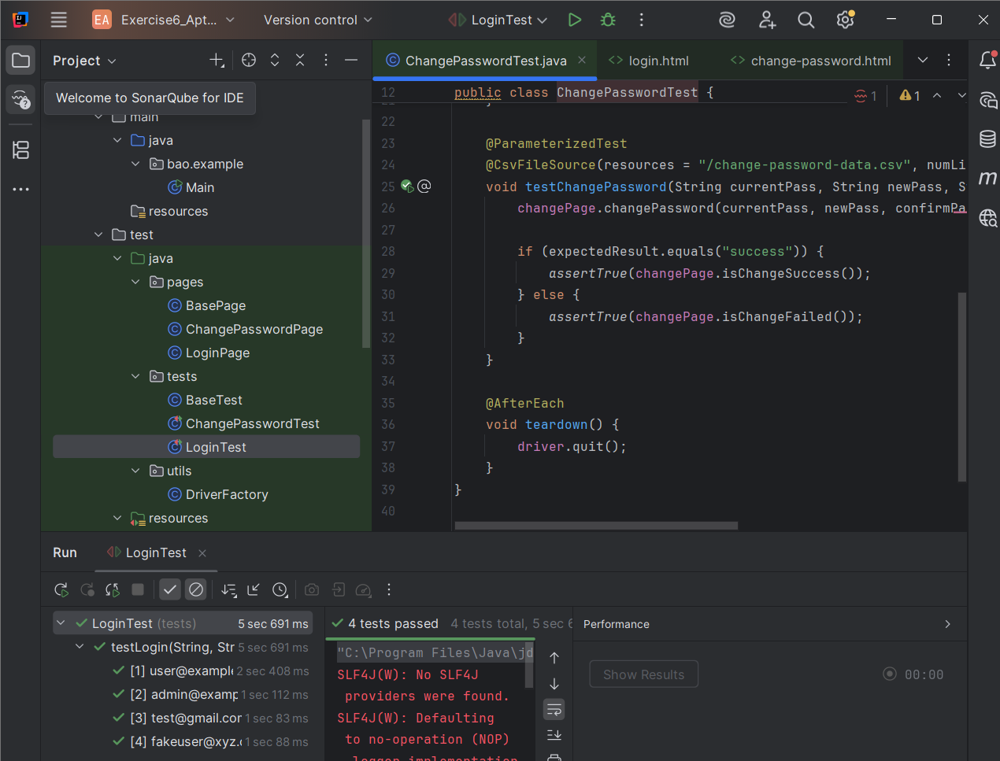 EA Exercise6_Apt... Version control LoginTest
Project
ChangePasswordTest.java login.html change-password.html
Welcome to SonarQube for IDE
main
java
bao.example
Main
resources
test
java
pages
BasePage
ChangePasswordPage
LoginPage
tests
BaseTest
ChangePasswordTest
LoginTest
utils
DriverFactory
resources
12 public class ChangePasswordTest { 1 1
22
23 @ParameterizedTest
24 @CsvFileSource(resources = "/change-password-data.csv", numLi
25 void testChangePassword(String currentPass, String newPass, S
26 changePage.changePassword(currentPass, newPass, confirmPa
27
28 if (expectedResult.equals("success")) {
29 assertTrue(changePage.isChangeSuccess());
30 } else {
31 assertTrue(changePage.isChangeFailed());
32 }
33 }
34
35 @AfterEach
36 void teardown() {
37 driver.quit();
38 }
39 }
40
Run LoginTest
LoginTest (tests) 5 sec 691 ms
testLogin(String, Str 5 sec 691 ms
[1] user@example 2 sec 408 ms
[2] admin@examp 1 sec 112 ms
[3] test@gmail.cor 1 sec 83 ms
[4] fakeuser@xyz.c 1 sec 88 ms
4 tests passed 4 tests total, 5 sec 6
"C:\Program Files\Java\jd
SLF4J(W): No SLF4J
providers were found.
SLF4J(W): Defaulting
to no-operation (NOP)
logger implementation
Performance
Show Results 00:00